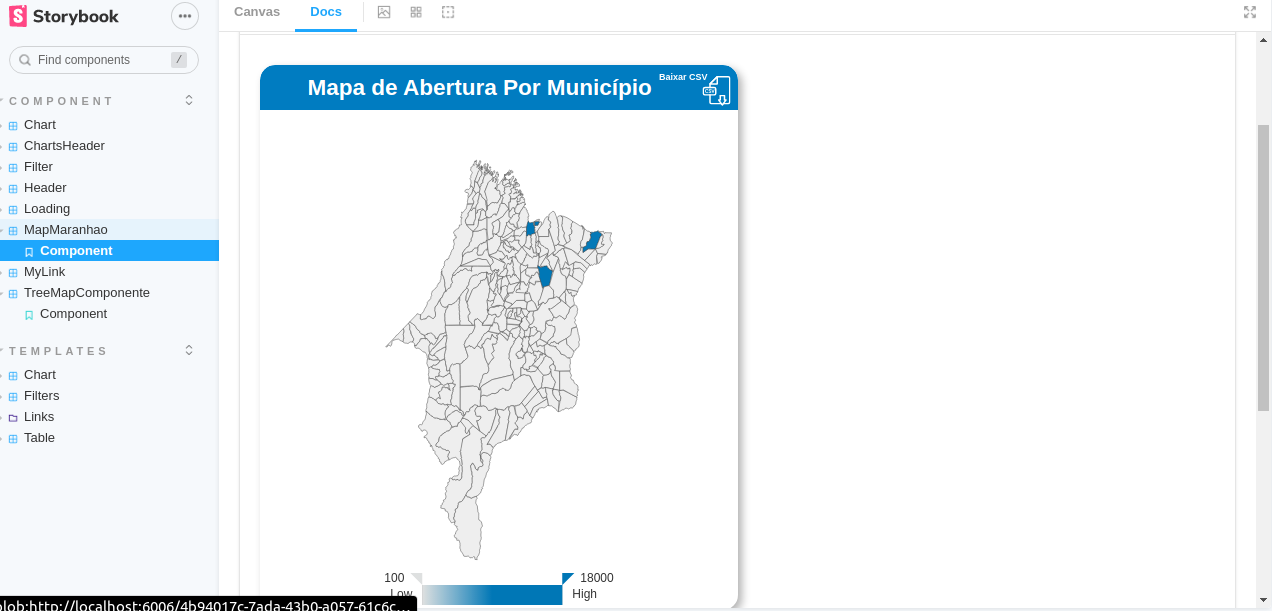 Storybook
Find components
/
COMPONENT
Chart
ChartsHeader
Filter
Header
Loading
MapMaranhao
Component
MyLink
TreeMapComponente
Component
TEMPLATES
Chart
Filters
Links
Table
Canvas
Docs
Mapa de Abertura Por Município
Baixar CSV
CSV
100
18000
Low
High
blob:http://localhost:6006/4b94017c-7ada-43b0-a057-61c6c...